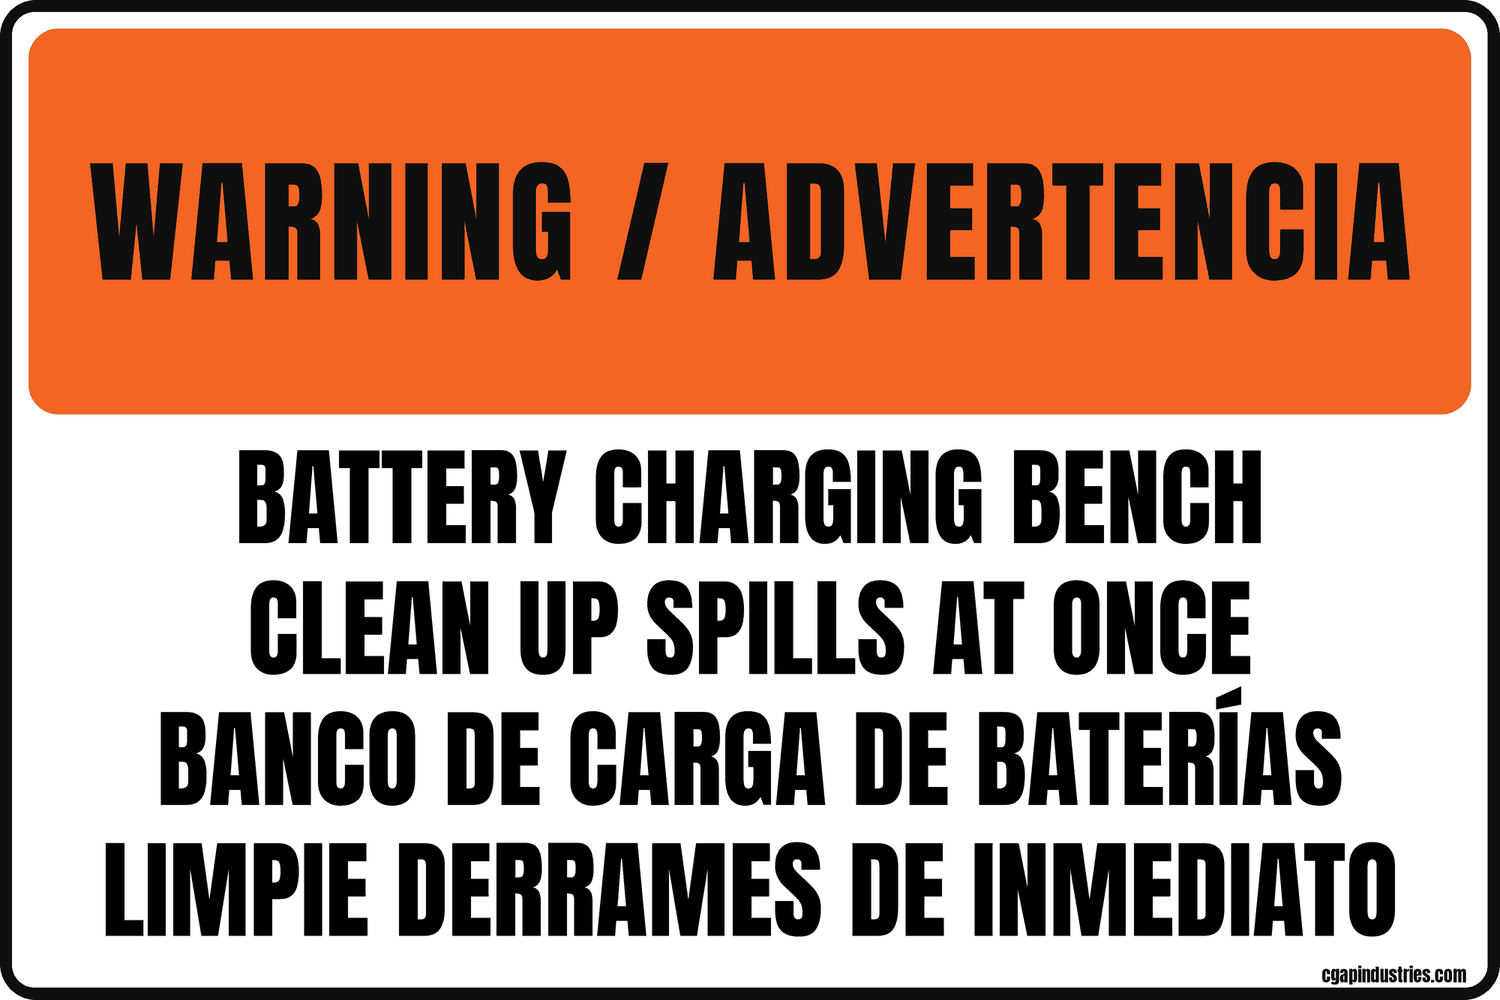 WARNING / ADVERTENCIA
BATTERY CHARGING BENCH
CLEAN UP SPILLS AT ONCE
BANCO DE CARGA DE BATERÍAS
LIMPIE DERRAMES DE INMEDIATO
cgapindustries.com